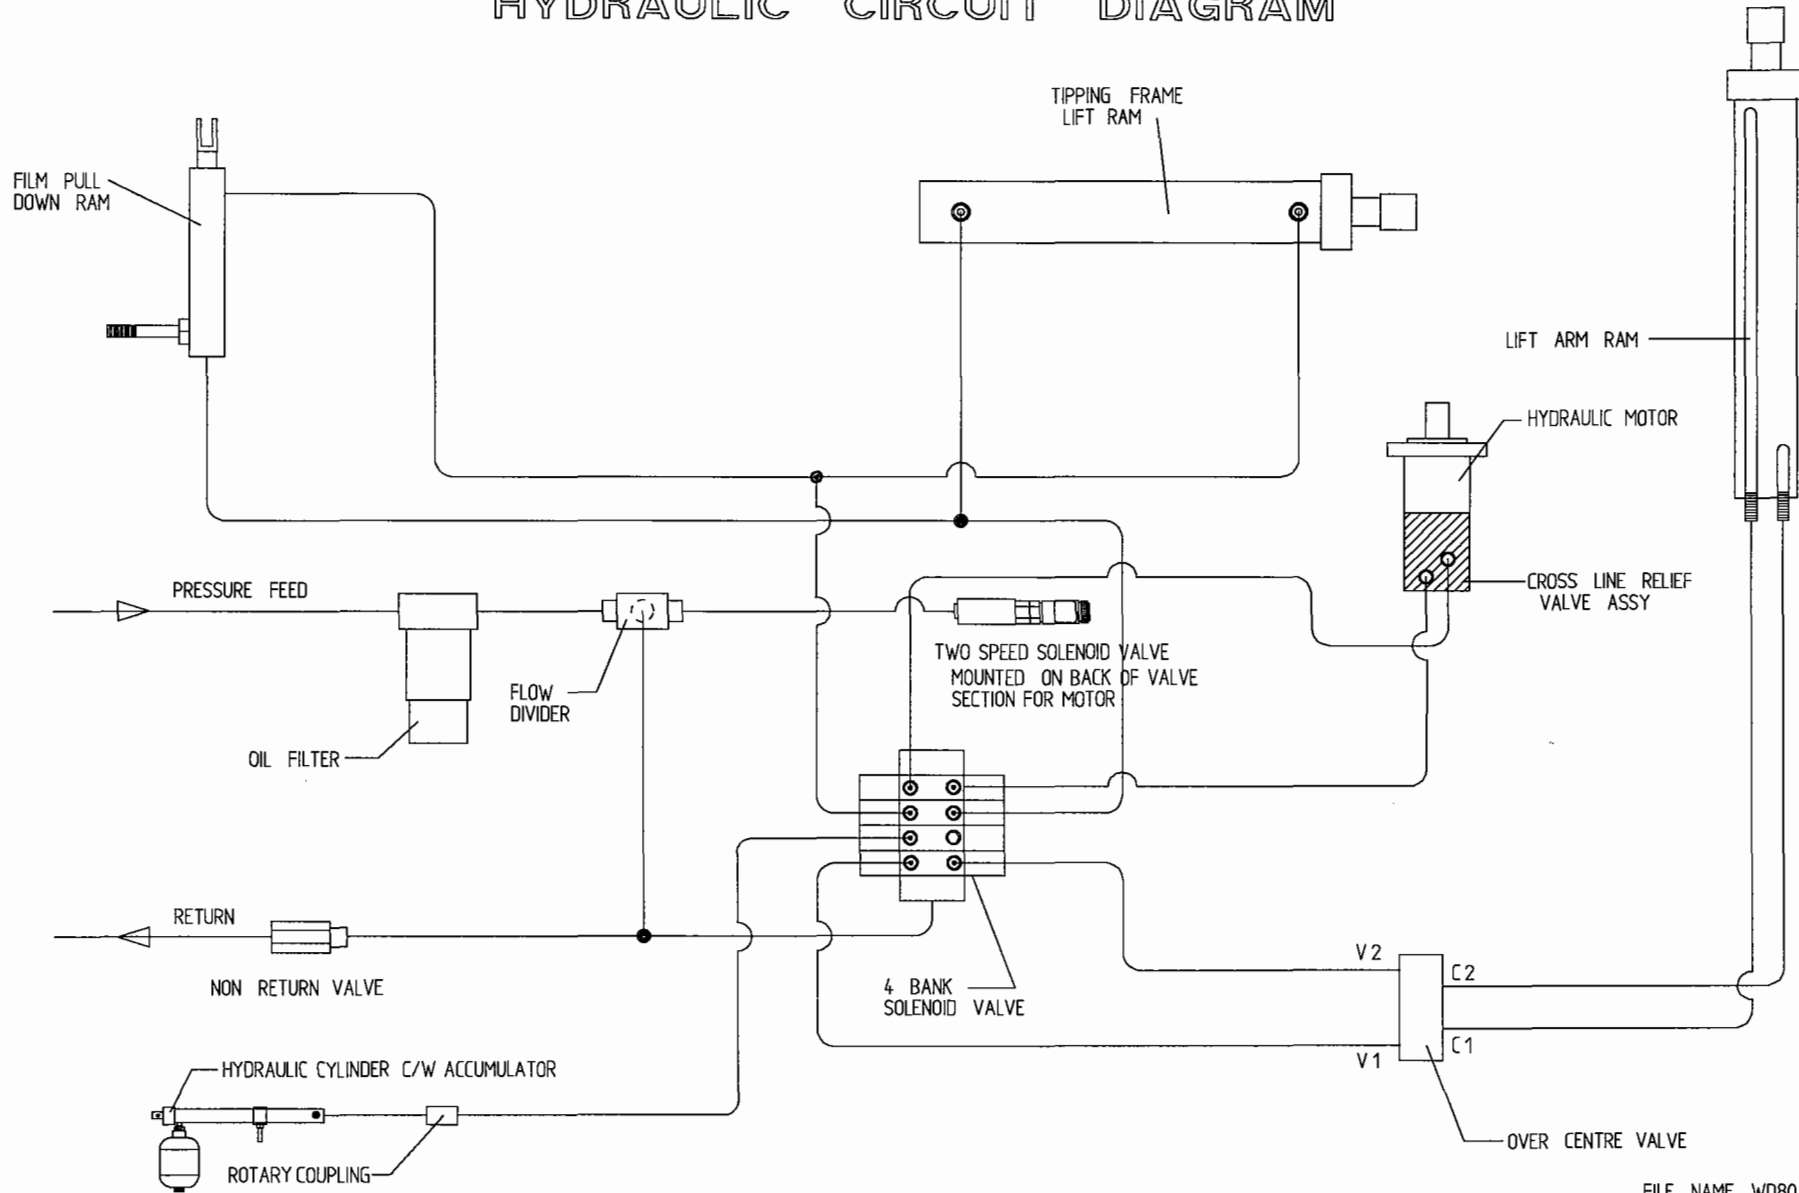 HYDRAULIC CIRCUIT DIAGRAM
TIPPING FRAME
LIFT RAM
FILM PULL
DOWN RAM
LIFT ARM RAM
HYDRAULIC MOTOR
PRESSURE FEED
CROSS LINE RELIEF
VALVE ASSY
TWO SPEED SOLENOID VALVE
MOUNTED ON BACK OF VALVE
SECTION FOR MOTOR
FLOW
DIVIDER
OIL FILTER
RETURN
NON RETURN VALVE
4 BANK
SOLENOID VALVE
V2
C2
V1
C1
HYDRAULIC CYLINDER C/W ACCUMULATOR
ROTARY COUPLING
OVER CENTRE VALVE
FILE NAME WD80